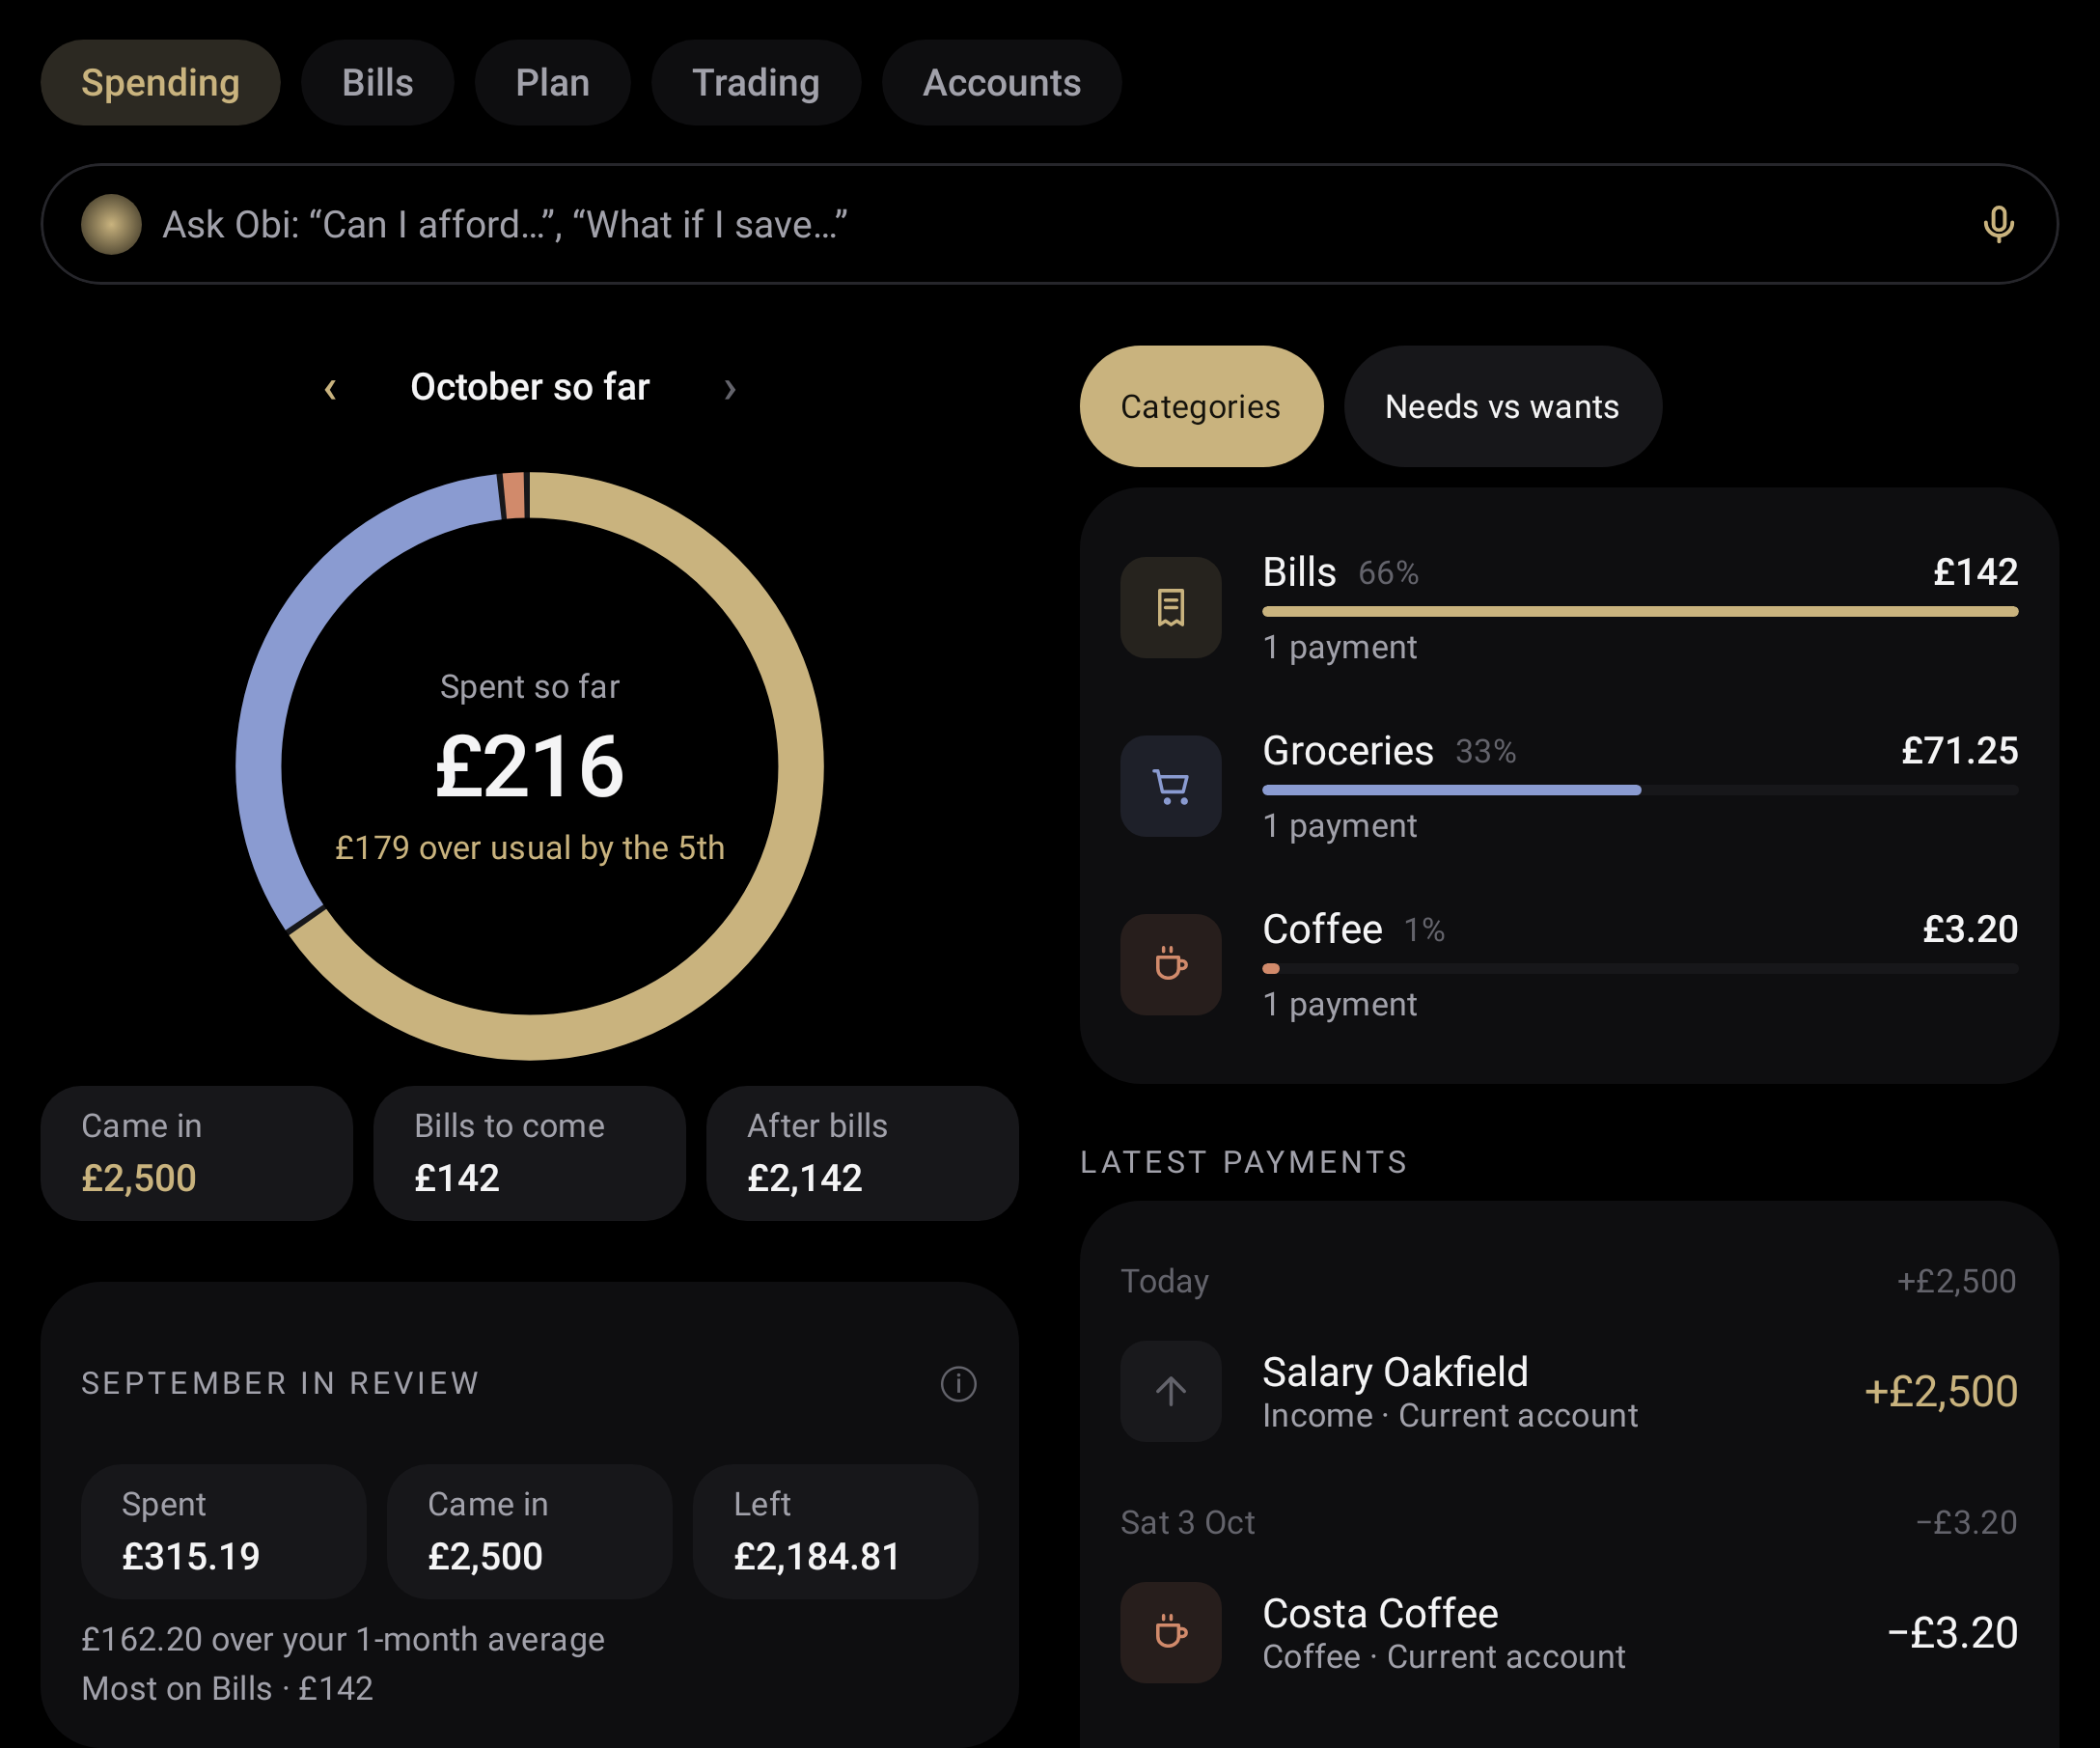 Spending
Bills
Plan
Trading
Accounts
Ask Obi: “Can I afford…”, “What if I save…”
‹ October so far ›
Spent so far
£216
£179 over usual by the 5th
Came in
£2,500
Bills to come
£142
After bills
£2,142
SEPTEMBER IN REVIEW
Spent
£315.19
Came in
£2,500
Left
£2,184.81
£162.20 over your 1-month average
Most on Bills · £142
Categories
Needs vs wants
Bills 66% £142
1 payment
Groceries 33% £71.25
1 payment
Coffee 1% £3.20
1 payment
LATEST PAYMENTS
Today +£2,500
Salary Oakfield
Income · Current account
+£2,500
Sat 3 Oct −£3.20
Costa Coffee
Coffee · Current account
−£3.20